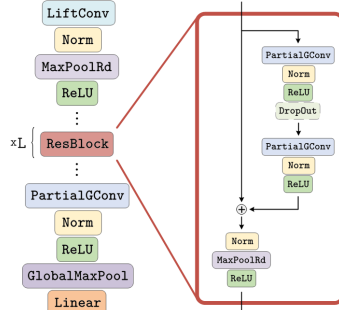 LiftConv
Norm
MaxPoolRd
ReLU
⋮
xL { ResBlock
⋮
PartialGConv
Norm
ReLU
GlobalMaxPool
Linear
PartialGConv
Norm
ReLU
DropOut
PartialGConv
Norm
ReLU
+
Norm
MaxPoolRd
ReLU